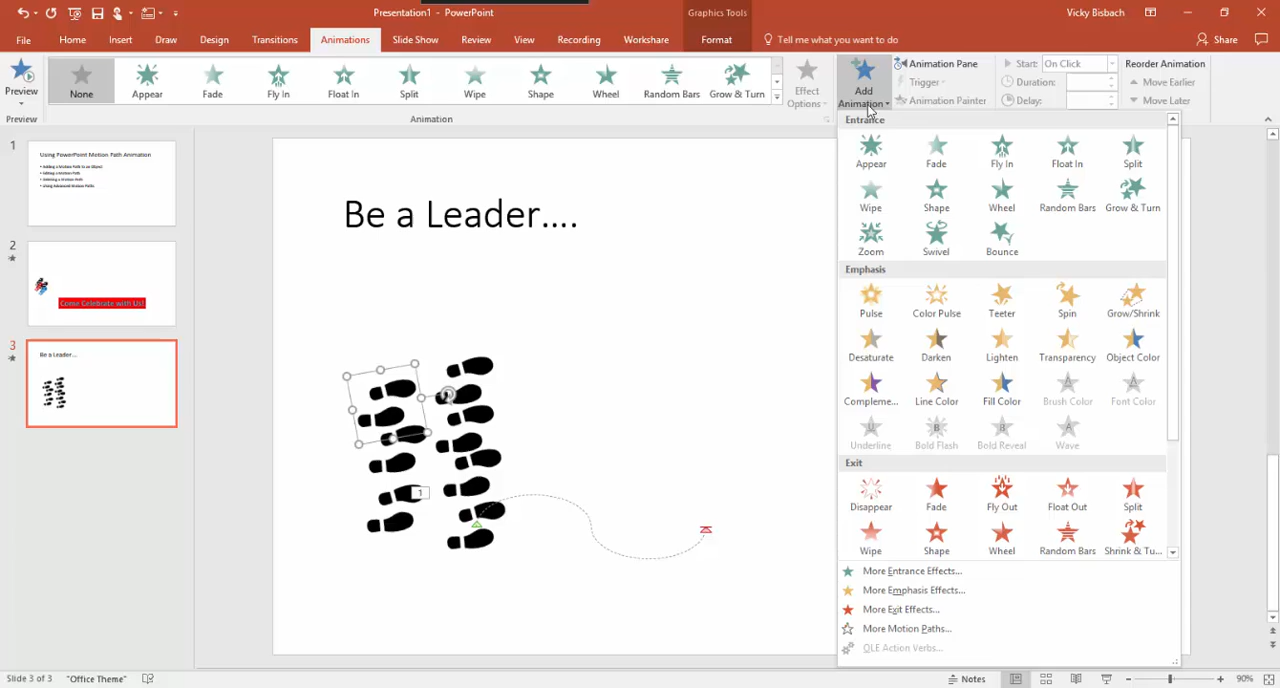 Presentation1 - PowerPoint
Graphics Tools
Vicky Bisbach
File Home Insert Draw Design Transitions Animations Slide Show Review View Recording Workshare Format Tell me what you want to do Share
Preview
None Appear Fade Fly In Float In Split Wipe Shape Wheel Random Bars Grow & Turn
Effect Options
Add Animation
Animation Pane
Trigger
Animation Painter
Start: On Click
Duration:
Delay:
Reorder Animation
Move Earlier
Move Later
Preview Animation
1
Using PowerPoint Motion Path Animation
2
Come Celebrate with Us!
3
Be a Leader....
Be a Leader....
1
Entrance
Appear Fade Fly In Float In Split
Wipe Shape Wheel Random Bars Grow & Turn
Zoom Swivel Bounce
Emphasis
Pulse Color Pulse Teeter Spin Grow/Shrink
Desaturate Darken Lighten Transparency Object Color
Compleme... Line Color Fill Color Brush Color Font Color
Underline Bold Flash Bold Reveal Wave
Exit
Disappear Fade Fly Out Float Out Split
Wipe Shape Wheel Random Bars Shrink & Tu...
More Entrance Effects...
More Emphasis Effects...
More Exit Effects...
More Motion Paths...
OLE Action Verbs...
Slide 3 of 3 "Office Theme" Notes 90%